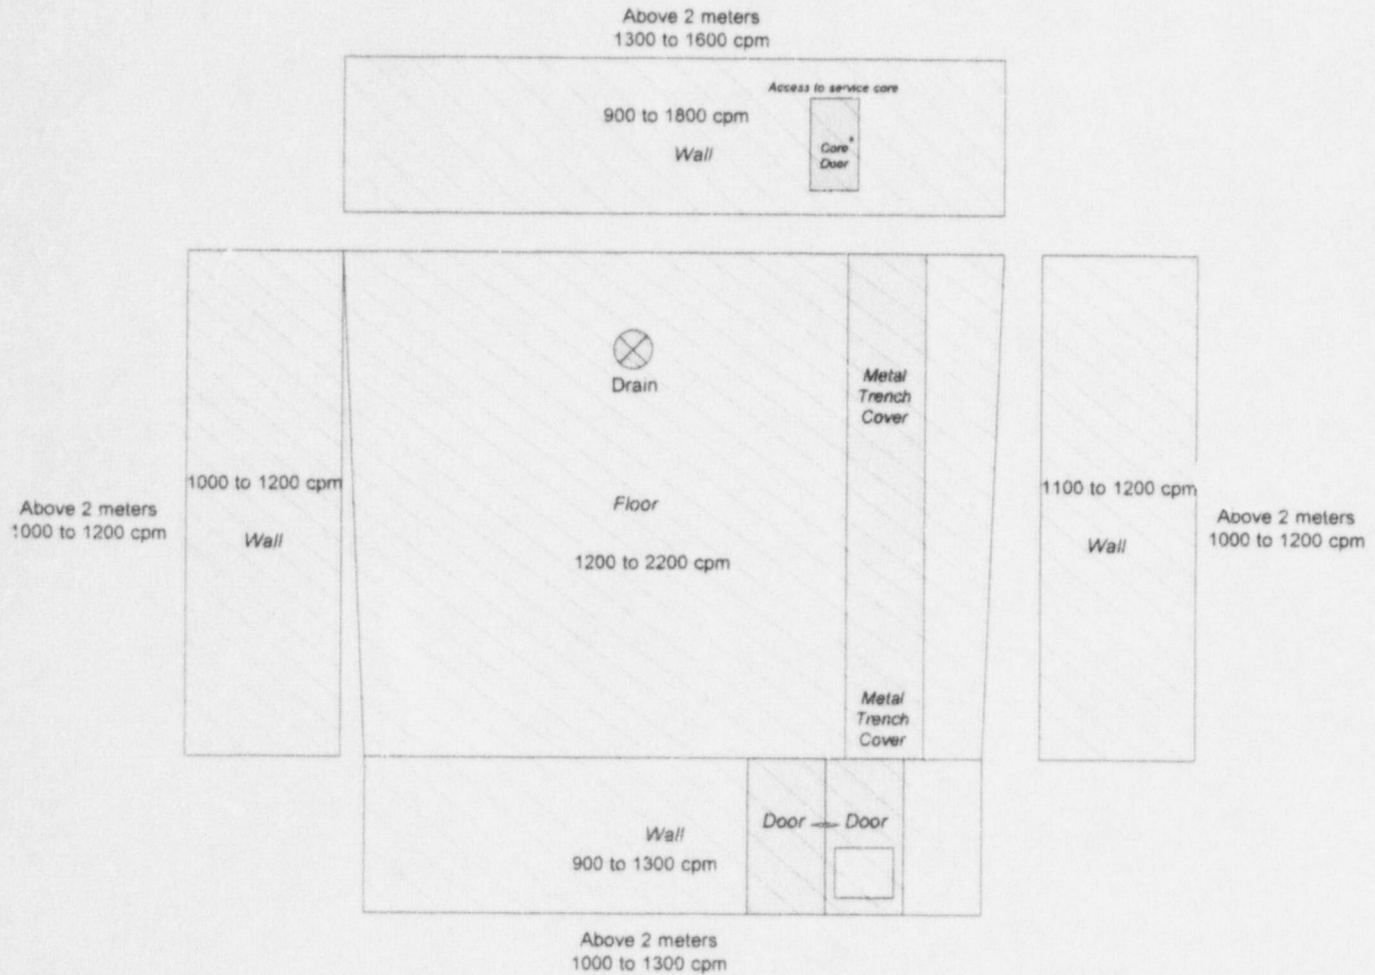 Above 2 meters
1300 to 1600 cpm
Access to service core
900 to 1800 cpm
Wall
Core*
Door
Drain
Metal
Trench
Cover
1000 to 1200 cpm
Wall
Above 2 meters
1000 to 1200 cpm
Floor
1200 to 2200 cpm
1100 to 1200 cpm
Wall
Above 2 meters
1000 to 1200 cpm
Metal
Trench
Cover
Wall
900 to 1300 cpm
Door Door
Above 2 meters
1000 to 1300 cpm